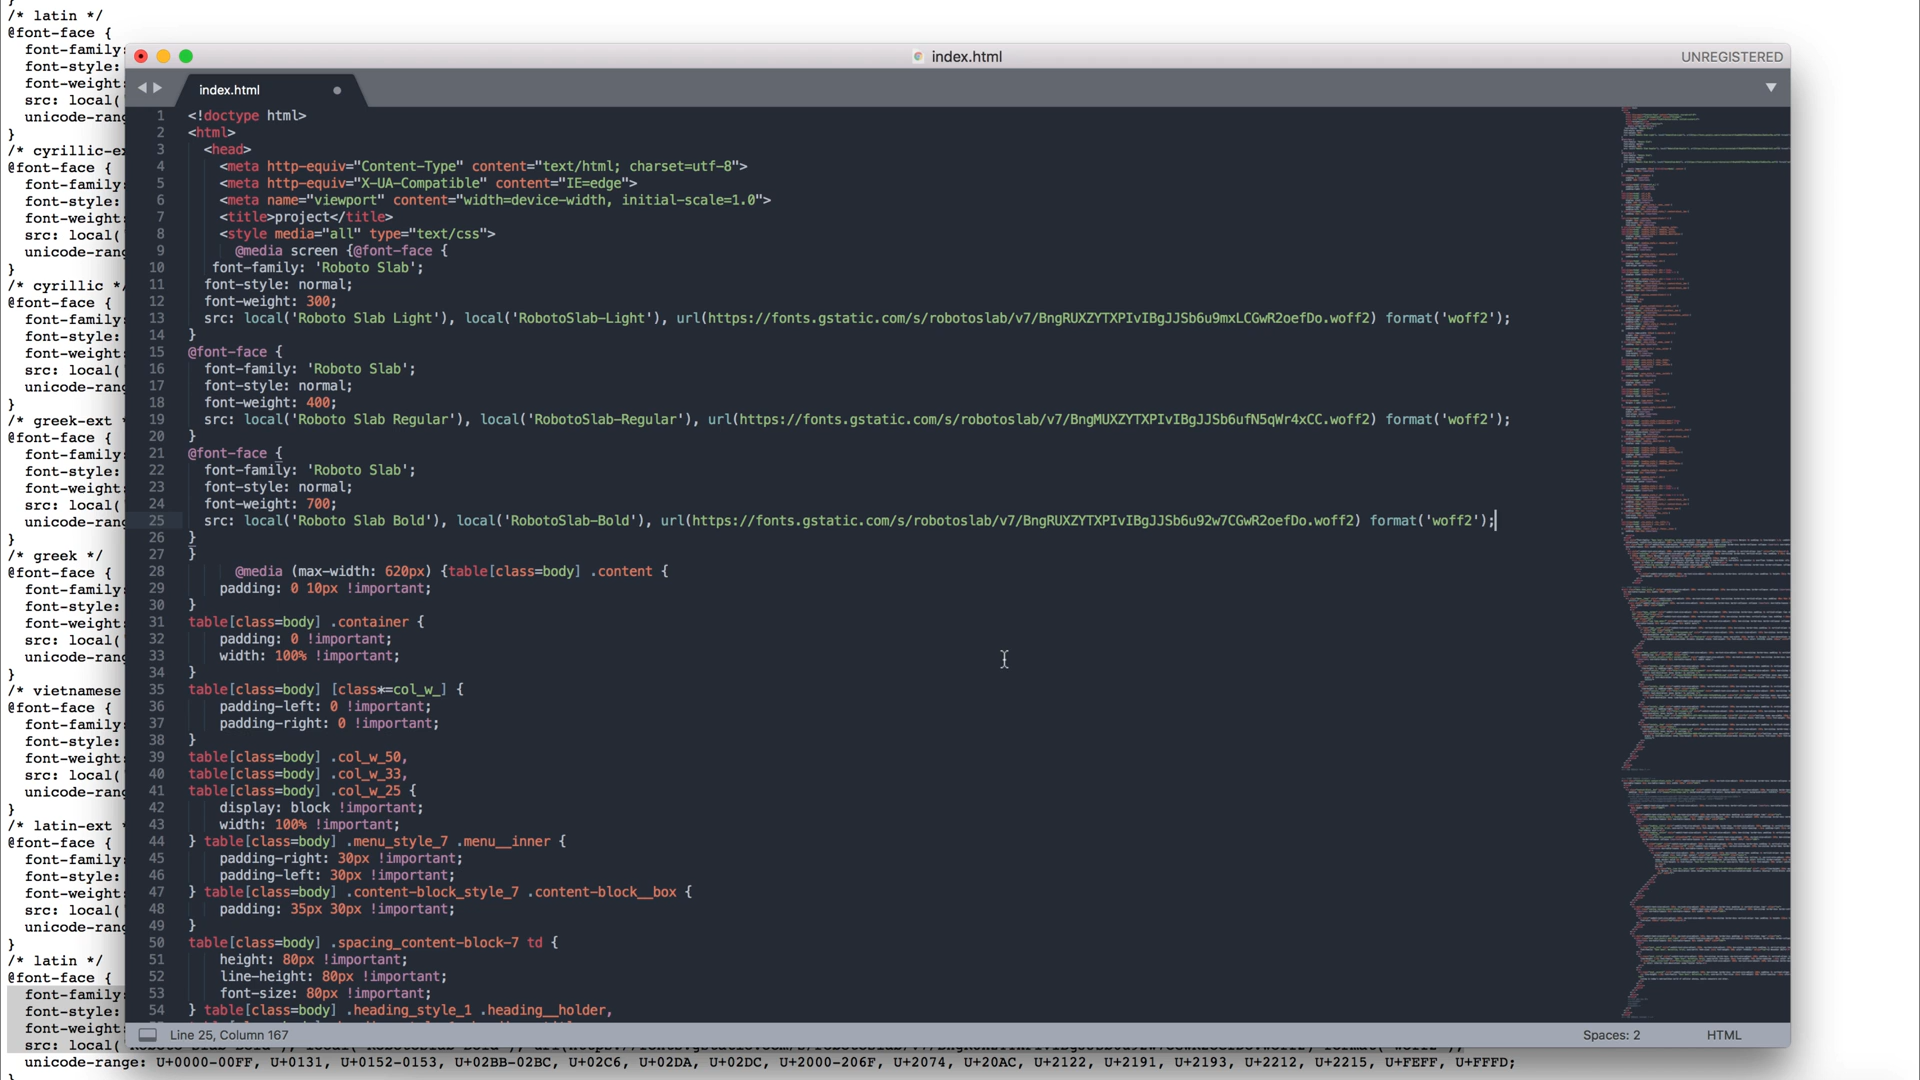 /* latin */
@font-face {
font-family:
font-style:
font-weight:
src: local(
unicode-rang
}
/* cyrillic-ex
@font-face {
font-family:
font-style:
font-weight:
src: local(
unicode-rang
}
/* cyrillic */
@font-face {
font-family:
font-style:
font-weight:
src: local(
unicode-rang
}
/* greek-ext *
@font-face {
font-family:
font-style:
font-weight:
src: local(
unicode-rang
}
/* greek */
@font-face {
font-family:
font-style:
font-weight:
src: local(
unicode-rang
}
/* vietnamese
@font-face {
font-family:
font-style:
font-weight:
src: local(
unicode-rang
}
/* latin-ext *
@font-face {
font-family:
font-style:
font-weight:
src: local(
unicode-rang
}
/* latin */
@font-face {
font-family:
font-style:
font-weight:
src: local(
unicode-range: U+0000-00FF, U+0131, U+0152-0153, U+02BB-02BC, U+02C6, U+02DA, U+02DC, U+2000-206F, U+2074, U+20AC, U+2122, U+2191, U+2193, U+2212, U+2215, U+FEFF, U+FFFD;
index.html
UNREGISTERED
index.html
1 <!doctype html>
2 <html>
3 <head>
4 <meta http-equiv="Content-Type" content="text/html; charset=utf-8">
5 <meta http-equiv="X-UA-Compatible" content="IE=edge">
6 <meta name="viewport" content="width=device-width, initial-scale=1.0">
7 <title>project</title>
8 <style media="all" type="text/css">
9 @media screen {@font-face {
10 font-family: 'Roboto Slab';
11 font-style: normal;
12 font-weight: 300;
13 src: local('Roboto Slab Light'), local('RobotoSlab-Light'), url(https://fonts.gstatic.com/s/robotoslab/v7/BngRUXZYTXPIvIBgJJSb6u9mxLCGwR2oefDo.woff2) format('woff2');
14 }
15 @font-face {
16 font-family: 'Roboto Slab';
17 font-style: normal;
18 font-weight: 400;
19 src: local('Roboto Slab Regular'), local('RobotoSlab-Regular'), url(https://fonts.gstatic.com/s/robotoslab/v7/BngMUXZYTXPIvIBgJJSb6ufN5qWr4xCC.woff2) format('woff2');
20 }
21 @font-face {
22 font-family: 'Roboto Slab';
23 font-style: normal;
24 font-weight: 700;
25 src: local('Roboto Slab Bold'), local('RobotoSlab-Bold'), url(https://fonts.gstatic.com/s/robotoslab/v7/BngRUXZYTXPIvIBgJJSb6u92w7CGwR2oefDo.woff2) format('woff2');
26 }
27 }
28 @media (max-width: 620px) {table[class=body] .content {
29 padding: 0 10px !important;
30 }
31 table[class=body] .container {
32 padding: 0 !important;
33 width: 100% !important;
34 }
35 table[class=body] [class*=col_w_] {
36 padding-left: 0 !important;
37 padding-right: 0 !important;
38 }
39 table[class=body] .col_w_50,
40 table[class=body] .col_w_33,
41 table[class=body] .col_w_25 {
42 display: block !important;
43 width: 100% !important;
44 } table[class=body] .menu_style_7 .menu__inner {
45 padding-right: 30px !important;
46 padding-left: 30px !important;
47 } table[class=body] .content-block_style_7 .content-block__box {
48 padding: 35px 30px !important;
49 }
50 table[class=body] .spacing_content-block-7 td {
51 height: 80px !important;
52 line-height: 80px !important;
53 font-size: 80px !important;
54 } table[class=body] .heading_style_1 .heading__holder,
Line 25, Column 167
Spaces: 2
HTML